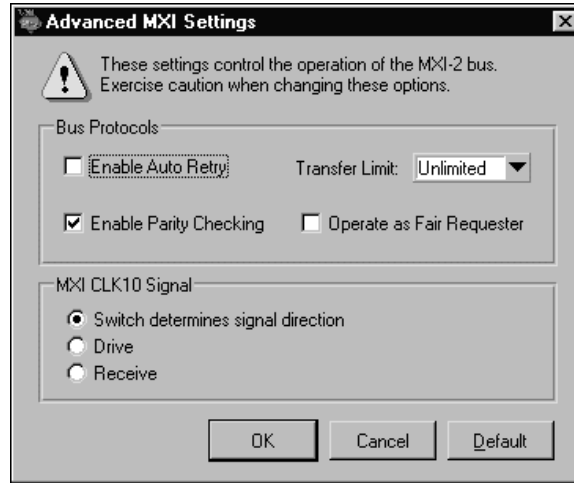 Advanced MXI Settings
These settings control the operation of the MXI-2 bus.
Exercise caution when changing these options.
Bus Protocols
Enable Auto Retry
Transfer Limit: Unlimited
Enable Parity Checking
Operate as Fair Requester
MXI CLK10 Signal
Switch determines signal direction
Drive
Receive
OK
Cancel
Default